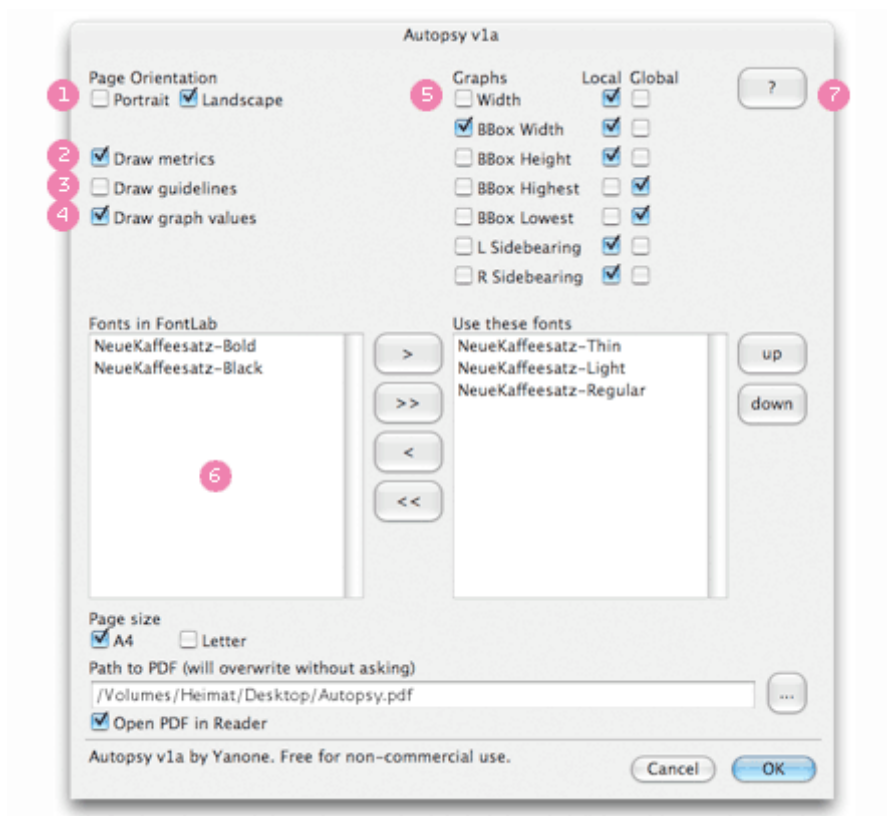 Autopsy v1a
Page Orientation
1 Portrait Landscape
2 Draw metrics
3 Draw guidelines
4 Draw graph values
Graphs Local Global
5 Width
BBox Width
BBox Height
BBox Highest
BBox Lowest
L Sidebearing
R Sidebearing
? 7
Fonts in FontLab
NeueKaffeesatz-Bold
NeueKaffeesatz-Black
6
>
>>
<
<<
Use these fonts
NeueKaffeesatz-Thin
NeueKaffeesatz-Light
NeueKaffeesatz-Regular
up
down
Page size
A4 Letter
Path to PDF (will overwrite without asking)
/Volumes/Heimat/Desktop/Autopsy.pdf ...
Open PDF in Reader
Autopsy v1a by Yanone. Free for non-commercial use.
Cancel OK